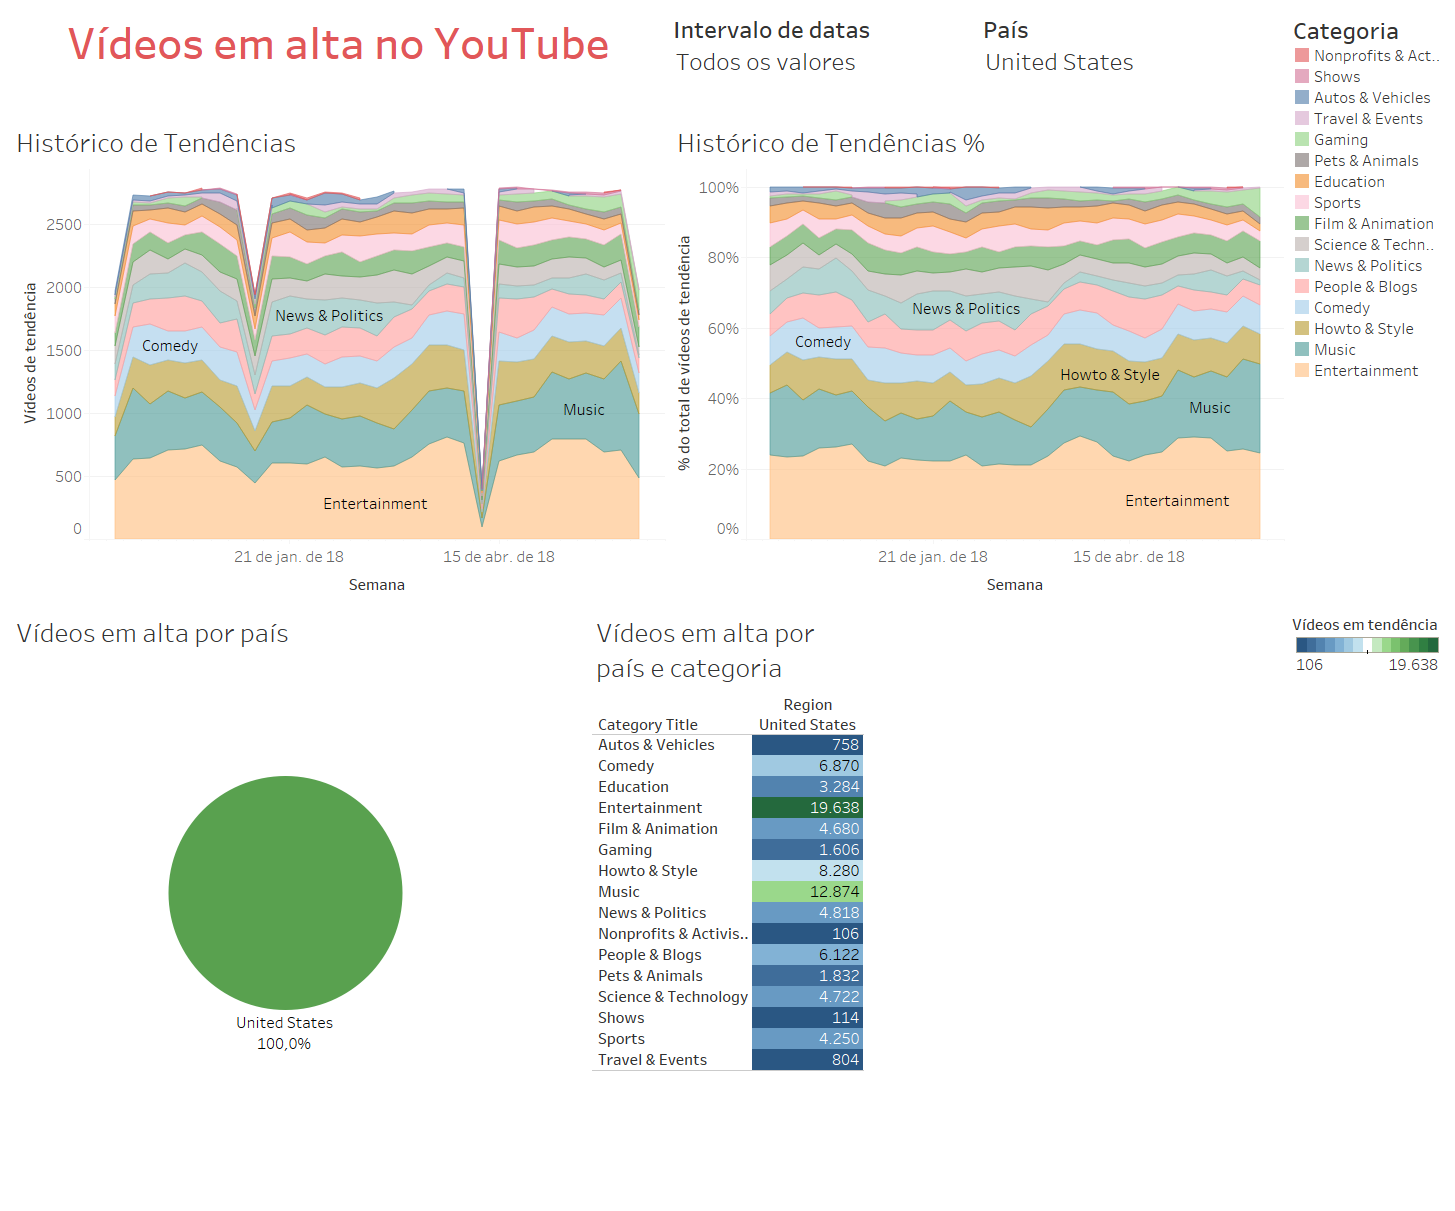 Vídeos em alta no YouTube
Intervalo de datas
Todos os valores
País
United States
Categoria
Nonprofits & Act..
Shows
Autos & Vehicles
Travel & Events
Gaming
Pets & Animals
Education
Sports
Film & Animation
Science & Techn..
News & Politics
People & Blogs
Comedy
Howto & Style
Music
Entertainment
Histórico de Tendências
Vídeos de tendência
2500
2000
1500
1000
500
0
News & Politics
Comedy
Music
Entertainment
21 de jan. de 18
15 de abr. de 18
Semana
Histórico de Tendências %
% do total de vídeos de tendência
100%
80%
60%
40%
20%
0%
News & Politics
Comedy
Howto & Style
Music
Entertainment
21 de jan. de 18
15 de abr. de 18
Semana
Vídeos em alta por país
United States
100,0%
Vídeos em alta por
país e categoria
Region
Category Title United States
Autos & Vehicles 758
Comedy 6.870
Education 3.284
Entertainment 19.638
Film & Animation 4.680
Gaming 1.606
Howto & Style 8.280
Music 12.874
News & Politics 4.818
Nonprofits & Activis.. 106
People & Blogs 6.122
Pets & Animals 1.832
Science & Technology 4.722
Shows 114
Sports 4.250
Travel & Events 804
Vídeos em tendência
106 19.638